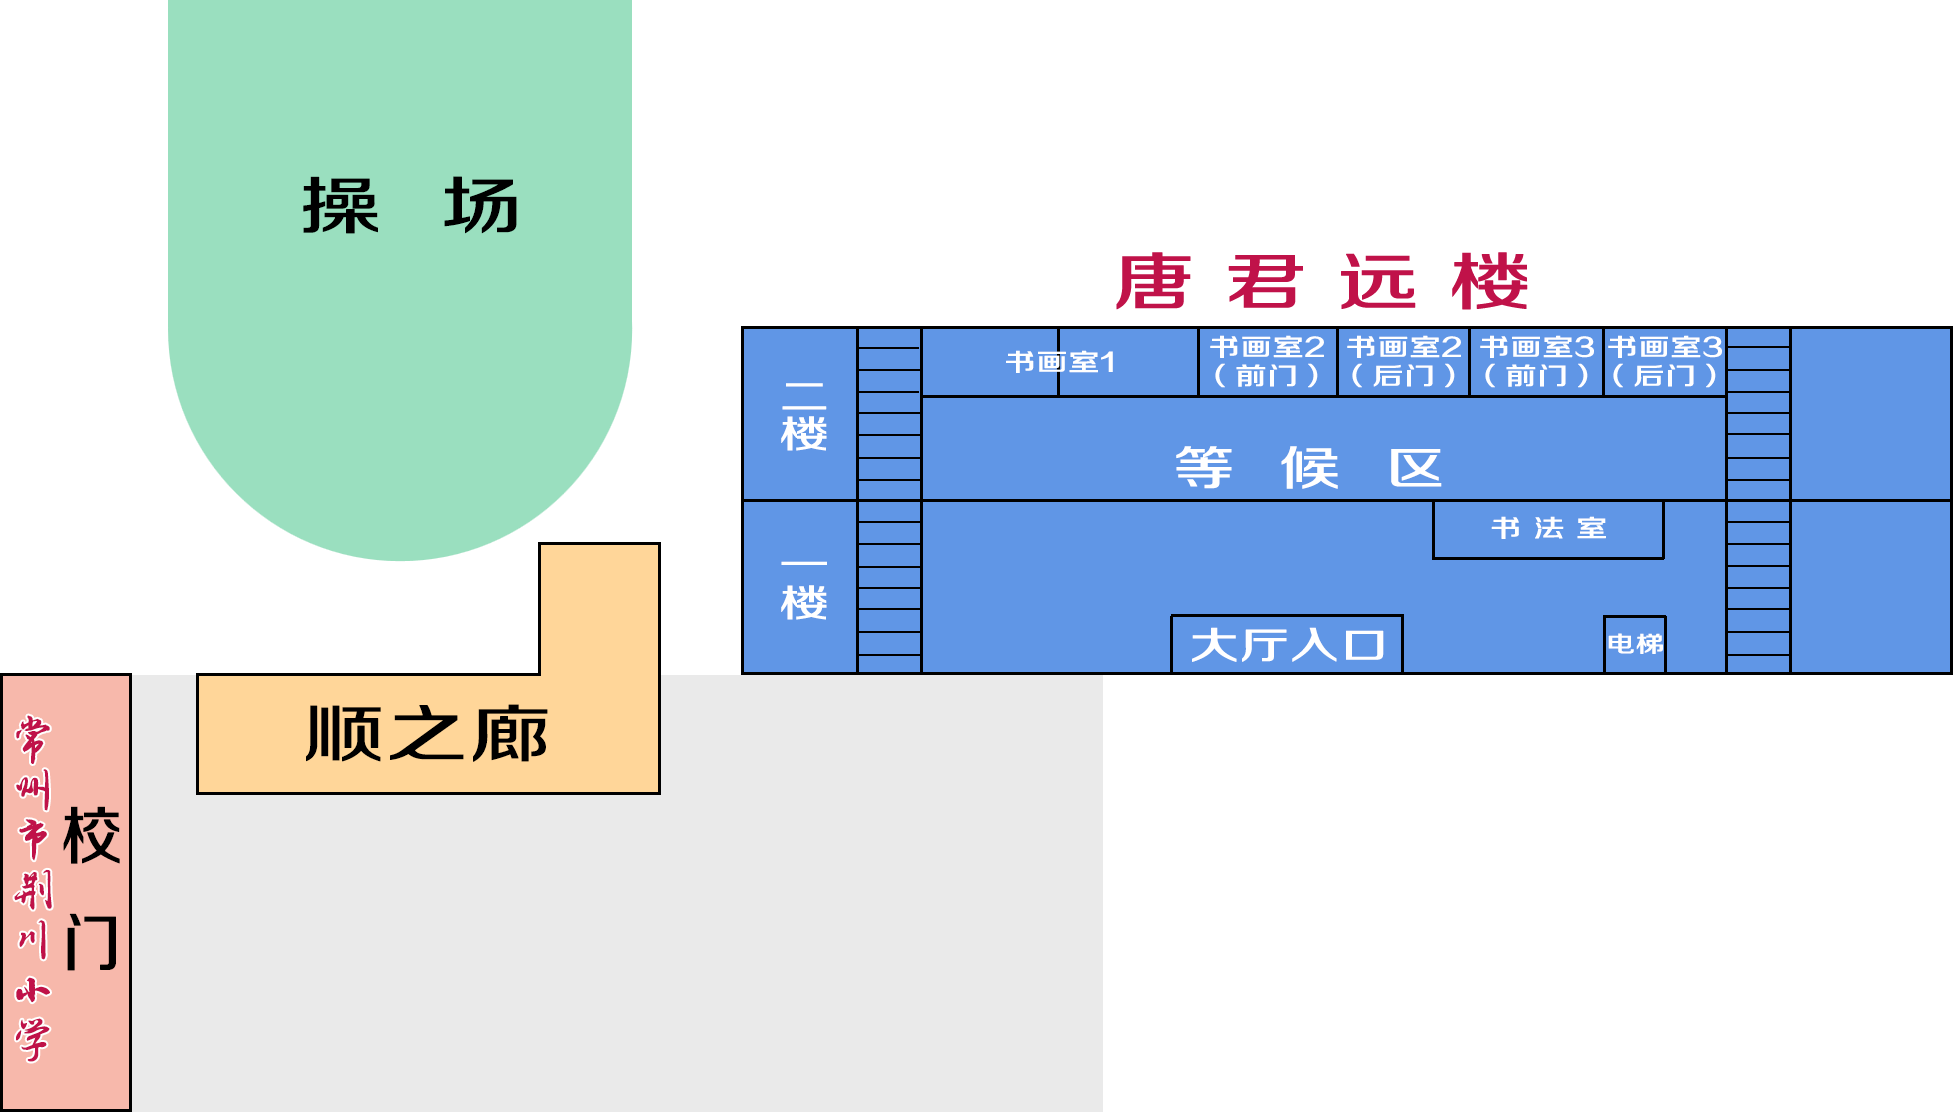 操 场
唐 君 远 楼
二楼
书画室1
书画室2
（前门）
书画室2
（后门）
书画室3
（前门）
书画室3
（后门）
等 候 区
一楼
书 法 室
大厅入口
电梯
顺之廊
常州市荆川小学
校 门